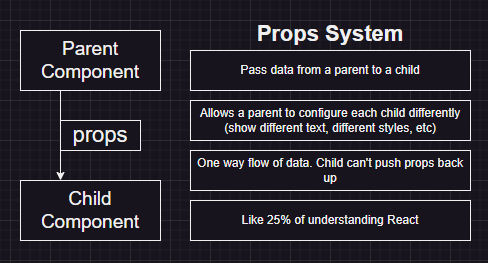 Parent
Component
props
Child
Component
Props System
Pass data from a parent to a child
Allows a parent to configure each child differently
(show different text, different styles, etc)
One way flow of data. Child can't push props back
up
Like 25% of understanding React